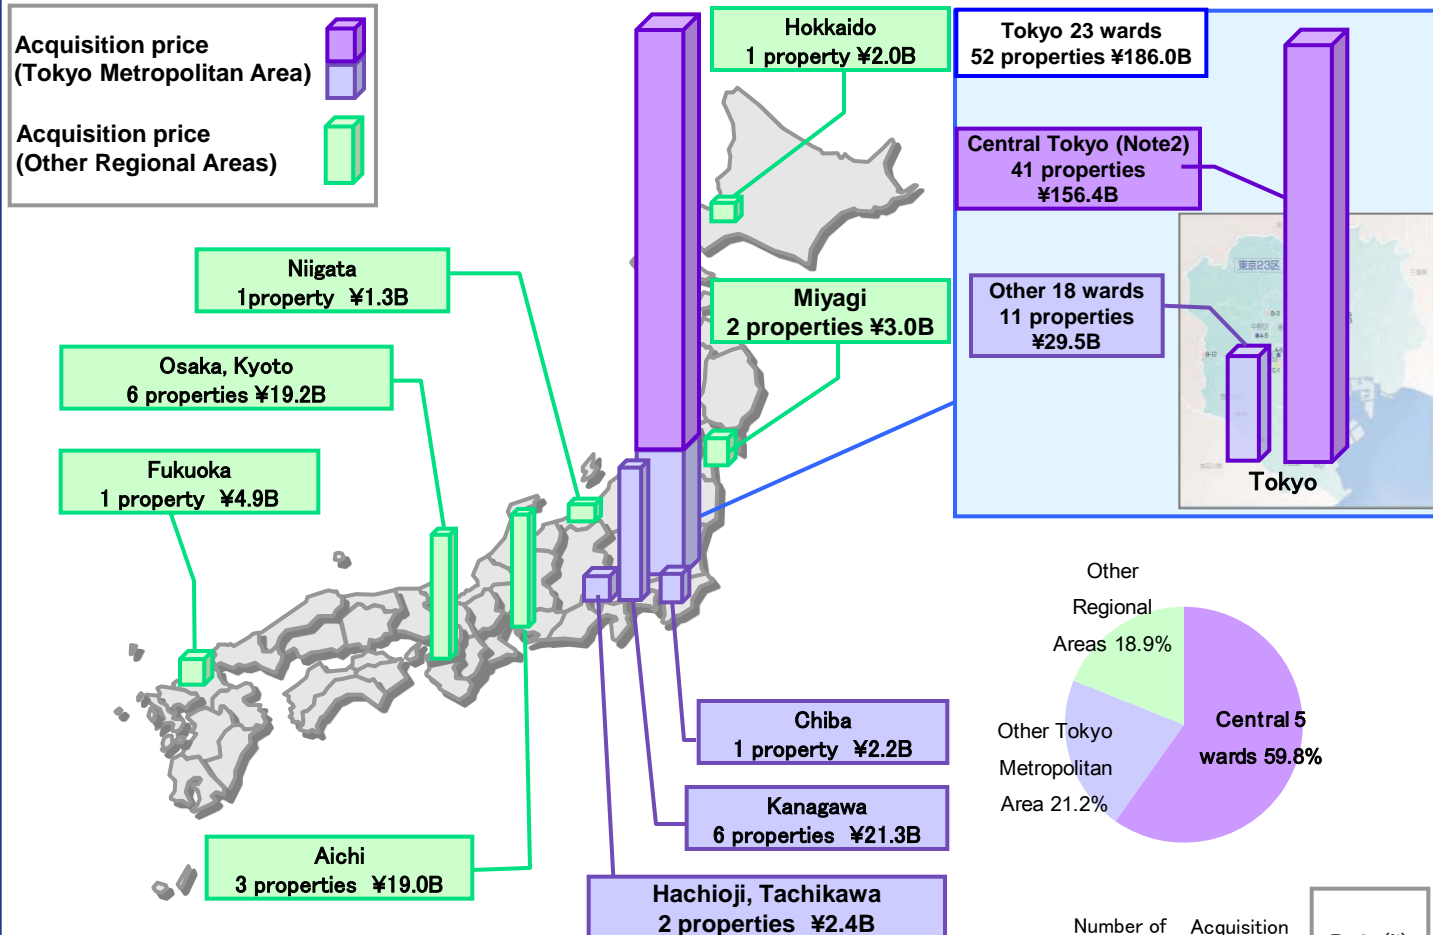 Acquisition price
(Tokyo Metropolitan Area)
Acquisition price
(Other Regional Areas)
Hokkaido
1 property ¥2.0B
Tokyo 23 wards
52 properties ¥186.0B
Central Tokyo (Note2)
41 properties
¥156.4B
Niigata
1property ¥1.3B
Miyagi
2 properties ¥3.0B
東京23区
Other 18 wards
11 properties
¥29.5B
Osaka, Kyoto
6 properties ¥19.2B
Fukuoka
1 property ¥4.9B
Tokyo
Other
Regional
Areas 18.9%
Central 5
wards 59.8%
Other Tokyo
Metropolitan
Area 21.2%
Chiba
1 property ¥2.2B
Kanagawa
6 properties ¥21.3B
Aichi
3 properties ¥19.0B
Hachioji, Tachikawa
2 properties ¥2.4B
Number of
Acquisition